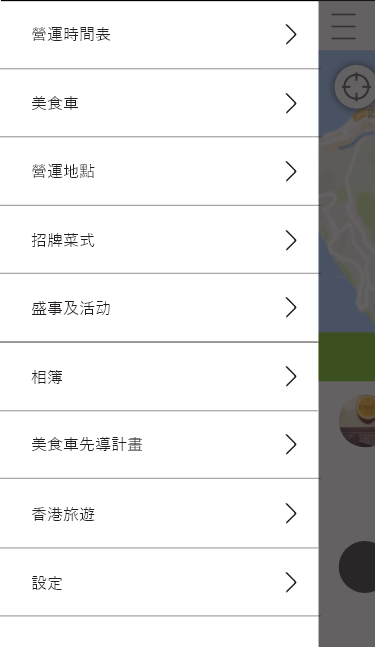 營運時間表
美食車
營運地點
招牌菜式
盛事及活动
相簿
美食車先導計畫
香港旅遊
設定